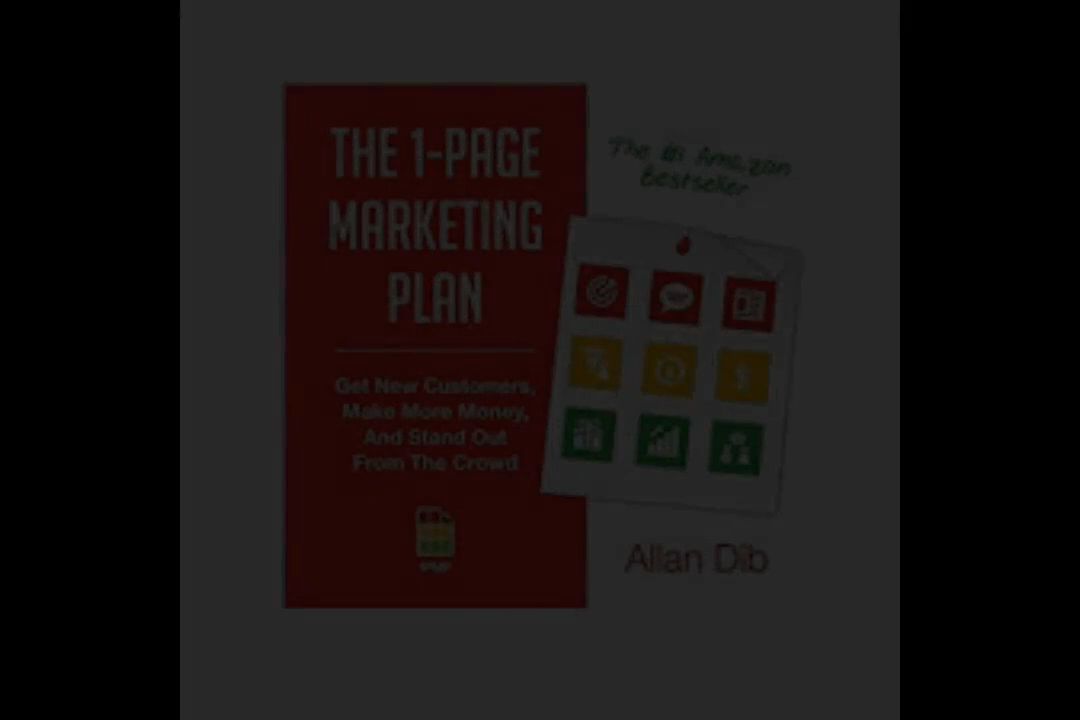 THE 1-PAGE
MARKETING
PLAN
Get New Customers,
Make More Money,
And Stand Out
From The Crowd
The #1 Amazon
Bestseller
Allan Dib